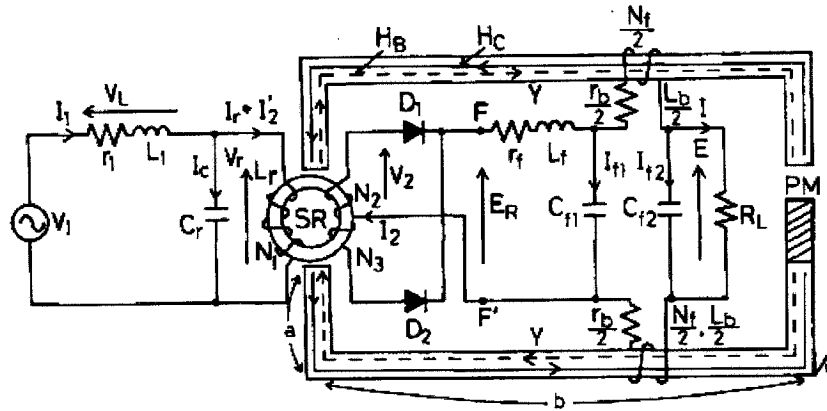 N_f/2
H_B
H_C
Y
r_b/2
L_b/2
I
V_L
I_1
r_1
L_1
I_r + I'_2
I_c
V_r
L_r
C_r
V_1
SR
N_1
N_2
N_3
I_2
V_2
D_1
D_2
F
F'
r_f
L_f
E_R
I_f1
I_f2
C_f1
C_f2
E
R_L
PM
r_b/2
N_f/2 . L_b/2
Y
a
b